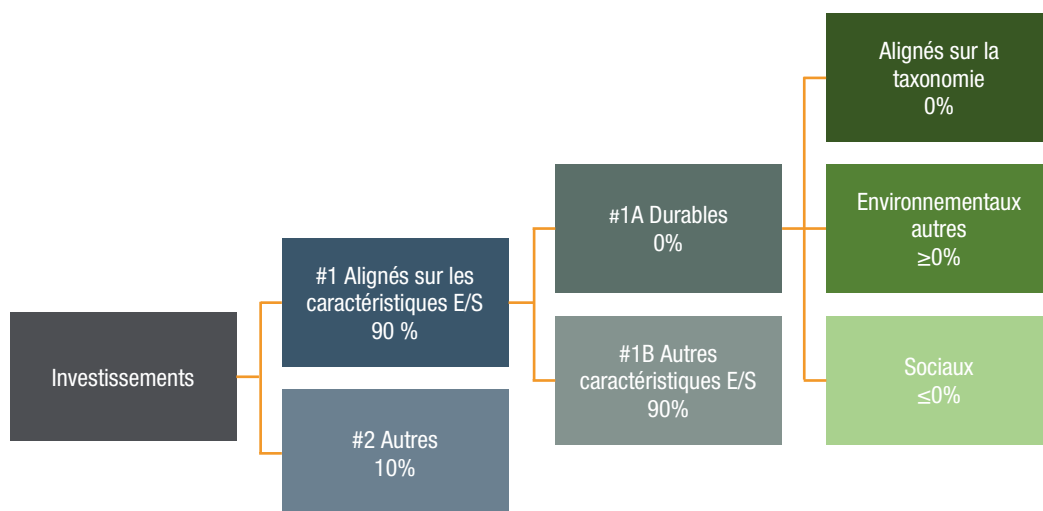 Investissements
#1 Alignés sur les
caractéristiques E/S
90 %
#2 Autres
10%
#1A Durables
0%
#1B Autres
caractéristiques E/S
90%
Alignés sur la
taxonomie
0%
Environnementaux
autres
≥0%
Sociaux
≤0%